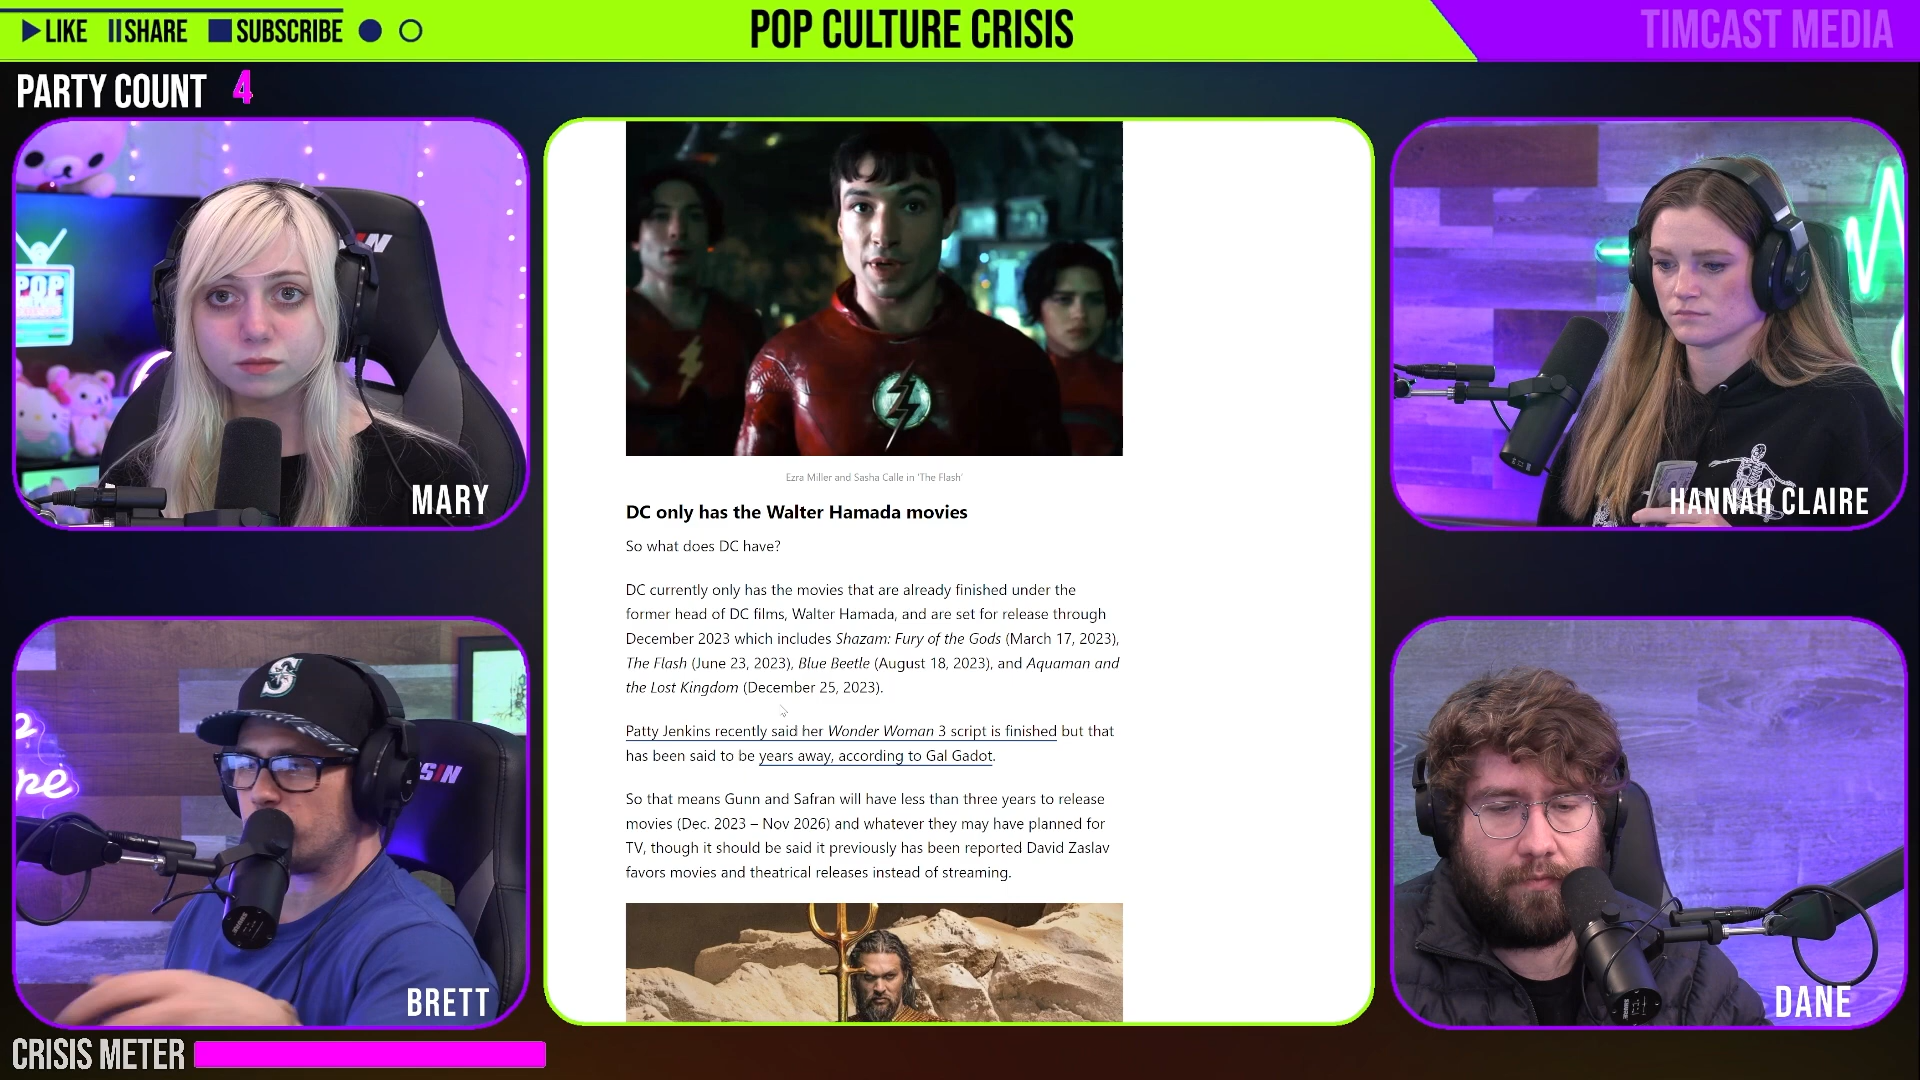 LIKE SHARE SUBSCRIBE
POP CULTURE CRISIS
TIMCAST MEDIA
PARTY COUNT 4
MARY
HANNAH CLAIRE
BRETT
DANE
POP
S
Ezra Miller and Sasha Calle in 'The Flash'
DC only has the Walter Hamada movies
So what does DC have?
DC currently only has the movies that are already finished under the
former head of DC films, Walter Hamada, and are set for release through
December 2023 which includes Shazam: Fury of the Gods (March 17, 2023),
The Flash (June 23, 2023), Blue Beetle (August 18, 2023), and Aquaman and
the Lost Kingdom (December 25, 2023).
Patty Jenkins recently said her Wonder Woman 3 script is finished but that
has been said to be years away, according to Gal Gadot.
So that means Gunn and Safran will have less than three years to release
movies (Dec. 2023 – Nov 2026) and whatever they may have planned for
TV, though it should be said it previously has been reported David Zaslav
favors movies and theatrical releases instead of streaming.
CRISIS METER